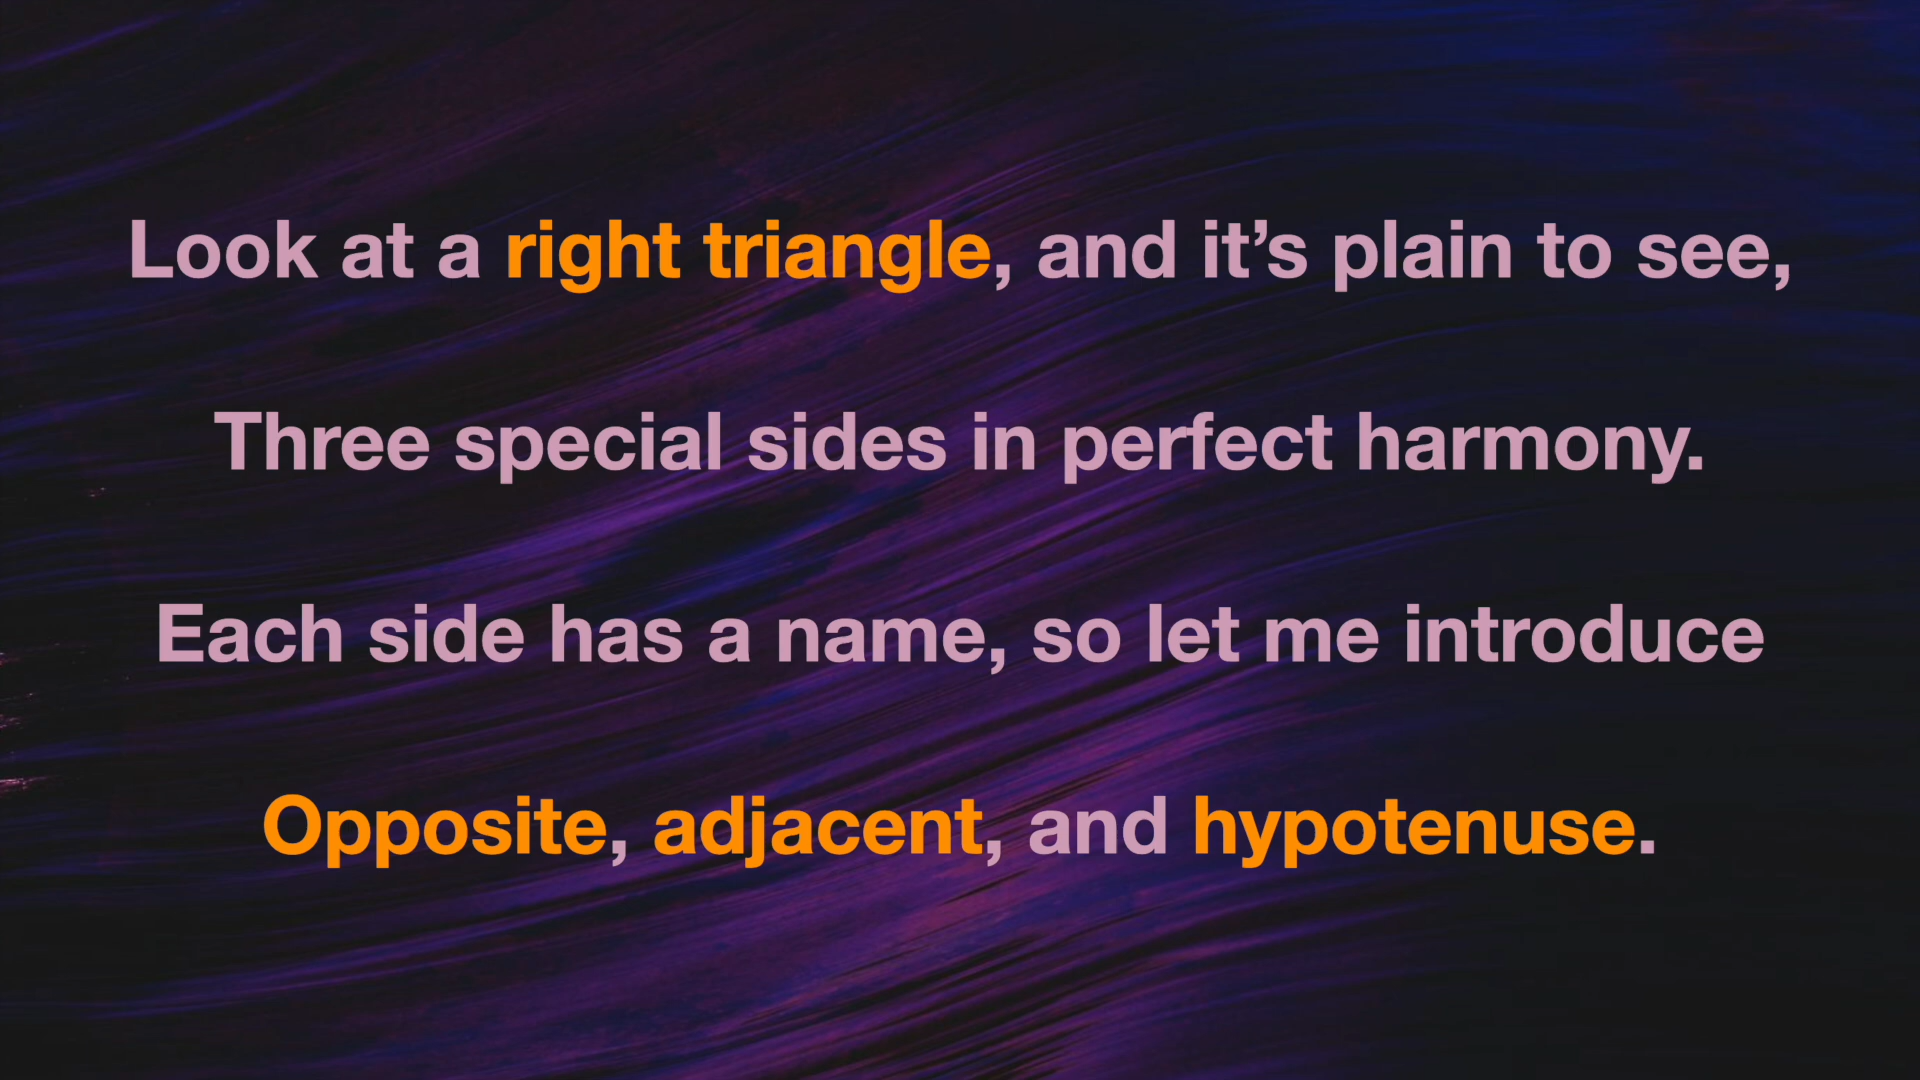 Look at a right triangle, and it’s plain to see,
Three special sides in perfect harmony.
Each side has a name, so let me introduce
Opposite, adjacent, and hypotenuse.